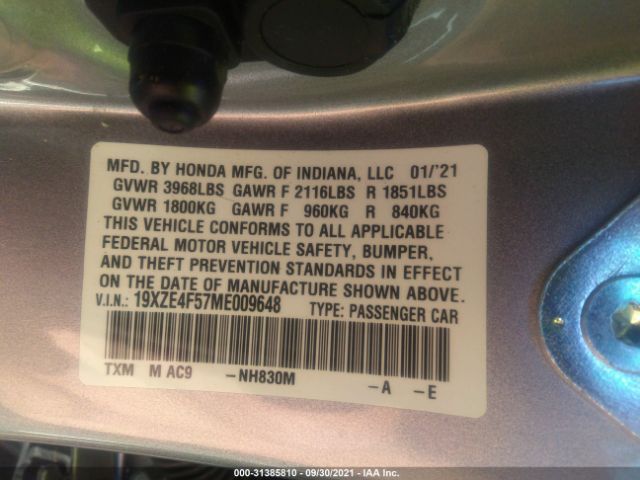 MFD. BY HONDA MFG. OF INDIANA, LLC 01/'21
GVWR 3968LBS GAWR F 2116LBS R 1851LBS
GVWR 1800KG GAWR F 960KG R 840KG
THIS VEHICLE CONFORMS TO ALL APPLICABLE
FEDERAL MOTOR VEHICLE SAFETY, BUMPER,
AND THEFT PREVENTION STANDARDS IN EFFECT
ON THE DATE OF MANUFACTURE SHOWN ABOVE.
V.I.N.: 19XZE4F57ME009648 TYPE: PASSENGER CAR
TXM M AC9 -NH830M -A -E
000-31385810 - 09/30/2021 - IAA Inc.